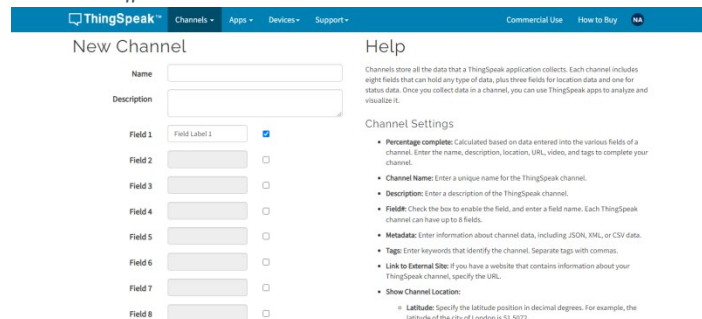 ThingSpeak™ Channels Apps Devices Support Commercial Use How to Buy NA
New Channel
Name
Description
Field 1 Field Label 1
Field 2
Field 3
Field 4
Field 5
Field 6
Field 7
Field 8
Help
Channels store all the data that a ThingSpeak application collects. Each channel includes
eight fields that can hold any type of data, plus three fields for location data and one for
status data. Once you collect data in a channel, you can use ThingSpeak apps to analyze and
visualize it.
Channel Settings
• Percentage complete: Calculated based on data entered into the various fields of a
channel. Enter the name, description, location, URL, video, and tags to complete your
channel.
• Channel Name: Enter a unique name for the ThingSpeak channel.
• Description: Enter a description of the ThingSpeak channel.
• Field#: Check the box to enable the field, and enter a field name. Each ThingSpeak
channel can have up to 8 fields.
• Metadata: Enter information about channel data, including JSON, XML, or CSV data.
• Tags: Enter keywords that identify the channel. Separate tags with commas.
• Link to External Site: If you have a website that contains information about your
ThingSpeak channel, specify the URL.
• Show Channel Location:
Latitude: Specify the latitude position in decimal degrees. For example, the
latitude of the city of London is 51.5072.